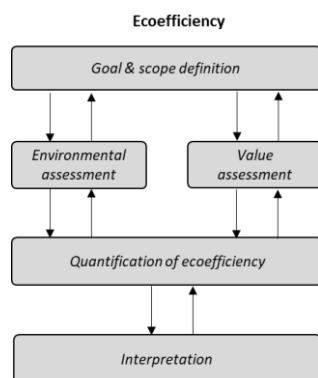 Ecoefficiency
Goal & scope definition
Environmental
assessment
Value
assessment
Quantification of ecoefficiency
Interpretation